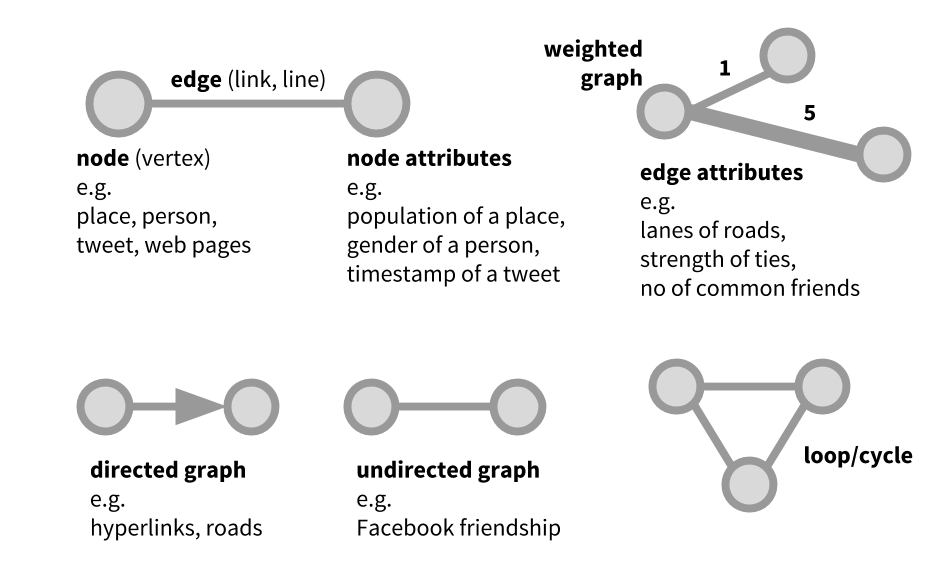 edge (link, line)
node (vertex)
e.g.
place, person,
tweet, web pages
node attributes
e.g.
population of a place,
gender of a person,
timestamp of a tweet
weighted
graph
1
5
edge attributes
e.g.
lanes of roads,
strength of ties,
no of common friends
directed graph
e.g.
hyperlinks, roads
undirected graph
e.g.
Facebook friendship
loop/cycle